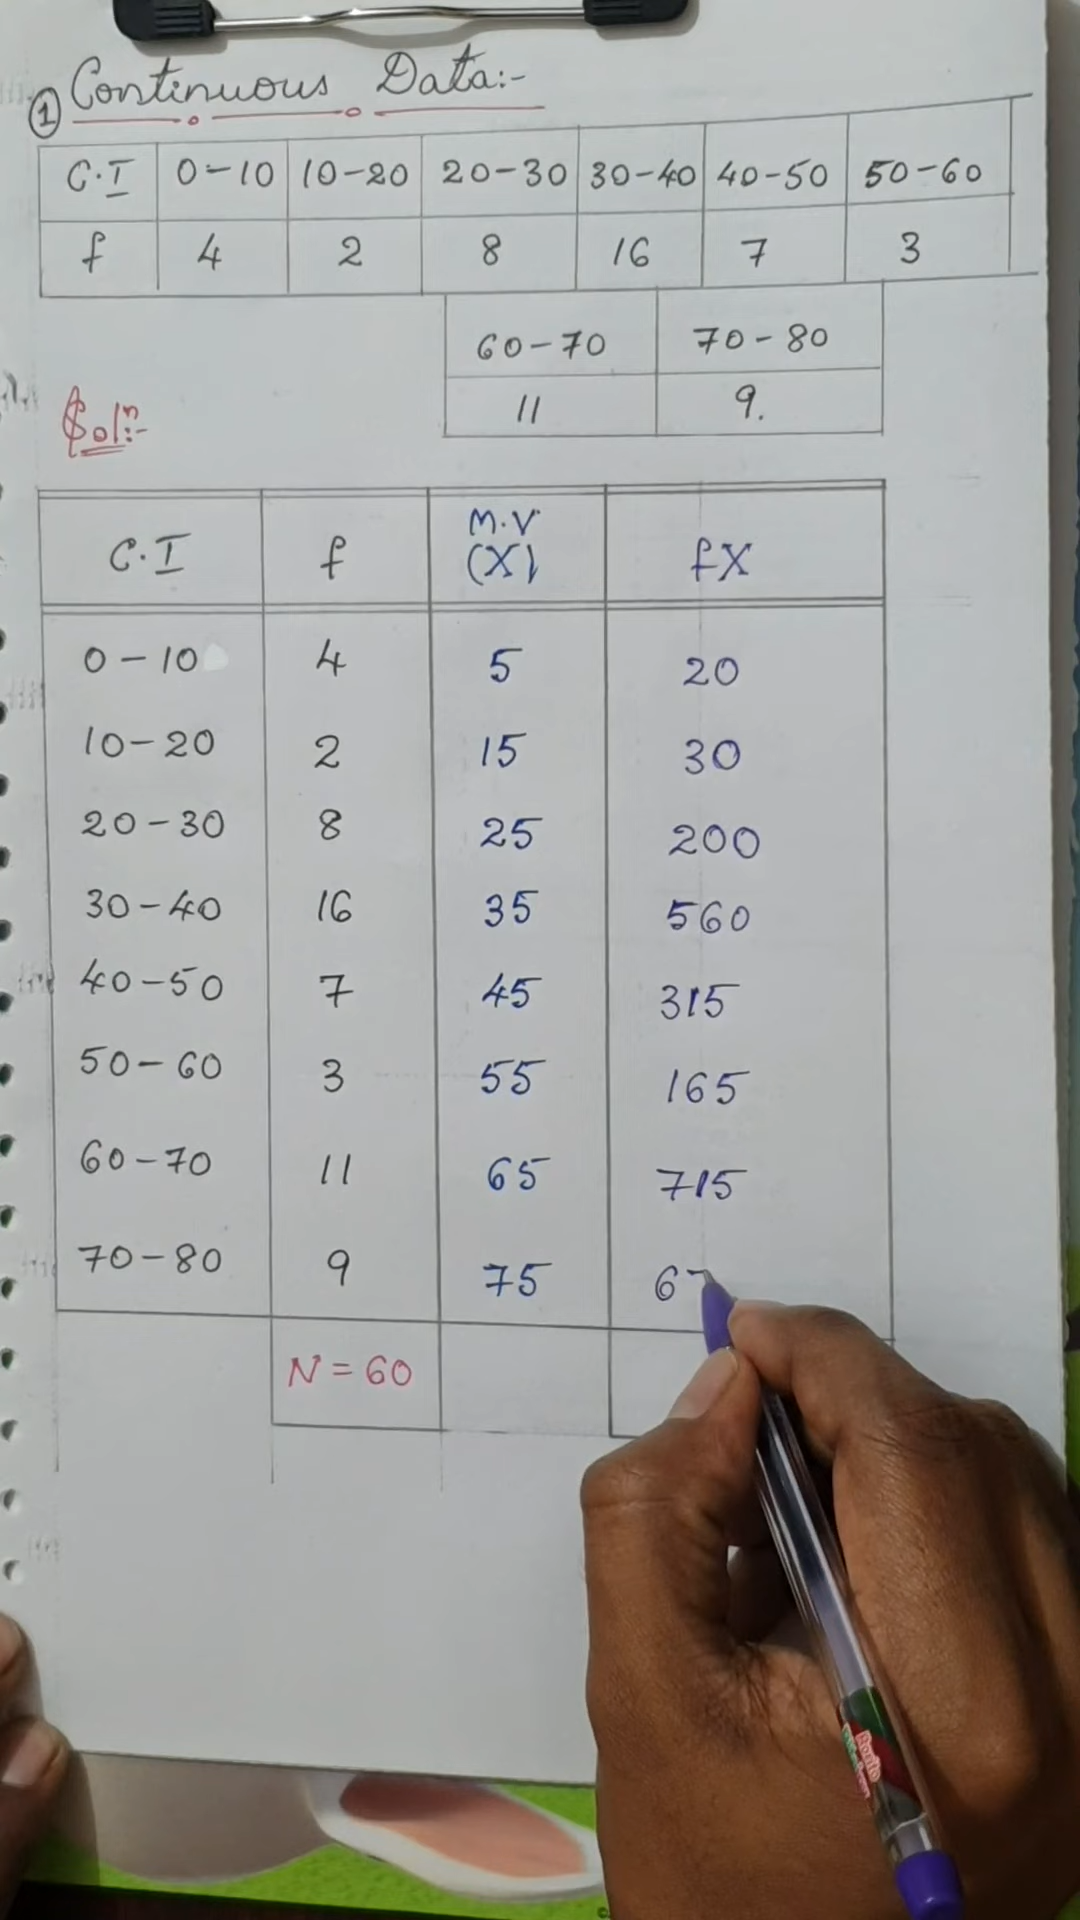 ① Continuous Data:-
C.I 0-10 10-20 20-30 30-40 40-50 50-60
f 4 2 8 16 7 3
60-70 70-80
11 9.
Solⁿ:-
C.I f M.V. (X) fX
0-10 4 5 20
10-20 2 15 30
20-30 8 25 200
30-40 16 35 560
40-50 7 45 315
50-60 3 55 165
60-70 11 65 715
70-80 9 75 67
N = 60